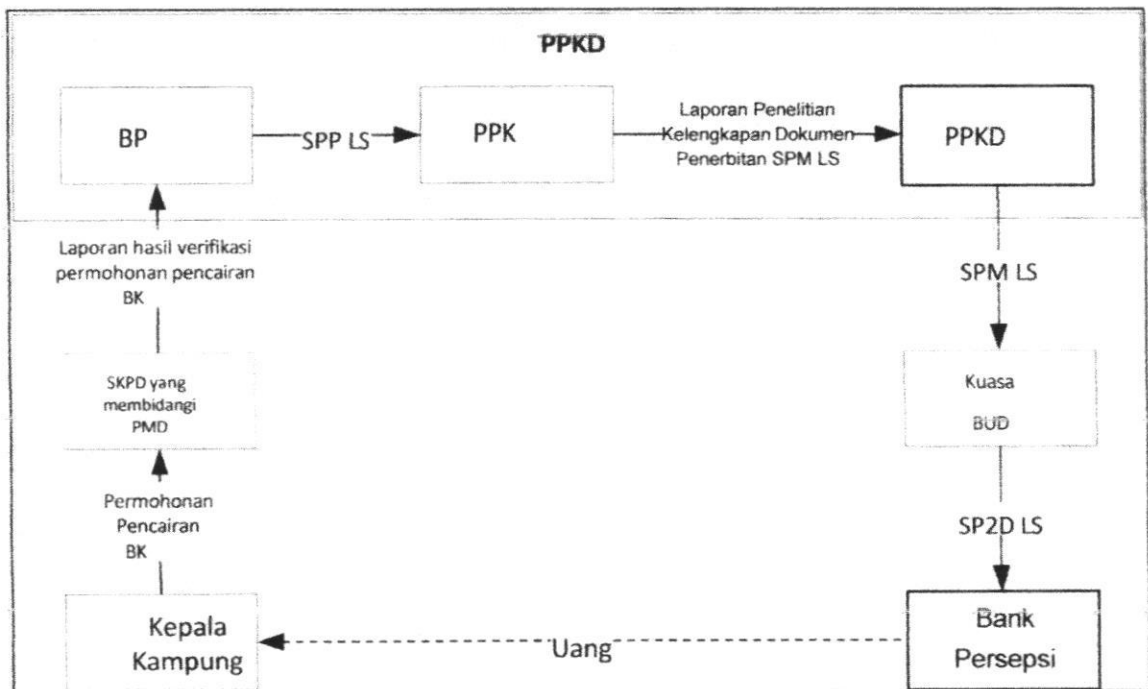 PPKD
BP
SPP LS
PPK
Laporan Penelitian
Kelengkapan Dokumen
Penerbitan SPM LS
PPKD
Laporan hasil verifikasi
permohonan pencairan
BK
SPM LS
SKPD yang
membidangi
PMD
Kuasa
BUD
Permohonan
Pencairan
BK
SP2D LS
Kepala
Kampung
Uang
Bank
Persepsi